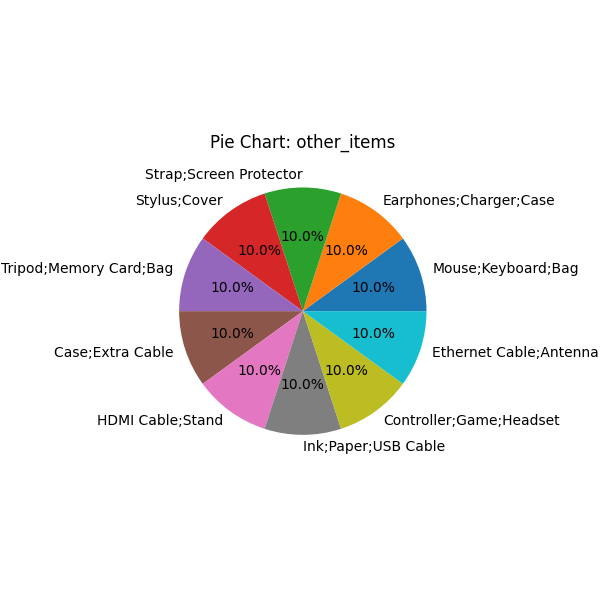 Pie Chart: other_items
Strap;Screen Protector
Stylus;Cover
Earphones;Charger;Case
10.0%
10.0%
10.0%
Tripod;Memory Card;Bag
Mouse;Keyboard;Bag
10.0%
10.0%
10.0%
10.0%
Case;Extra Cable
Ethernet Cable;Antenna
10.0%
10.0%
10.0%
HDMI Cable;Stand
Controller;Game;Headset
Ink;Paper;USB Cable